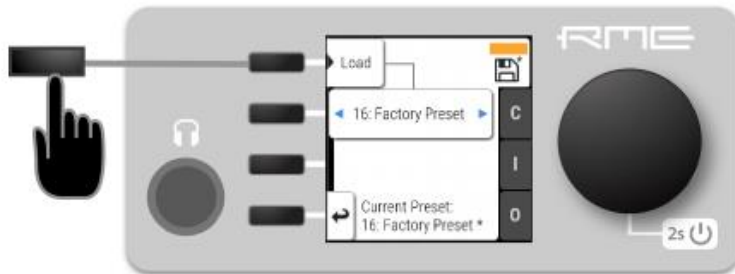 RME
Load
16: Factory Preset
C
I
Current Preset:
16: Factory Preset *
O
2s